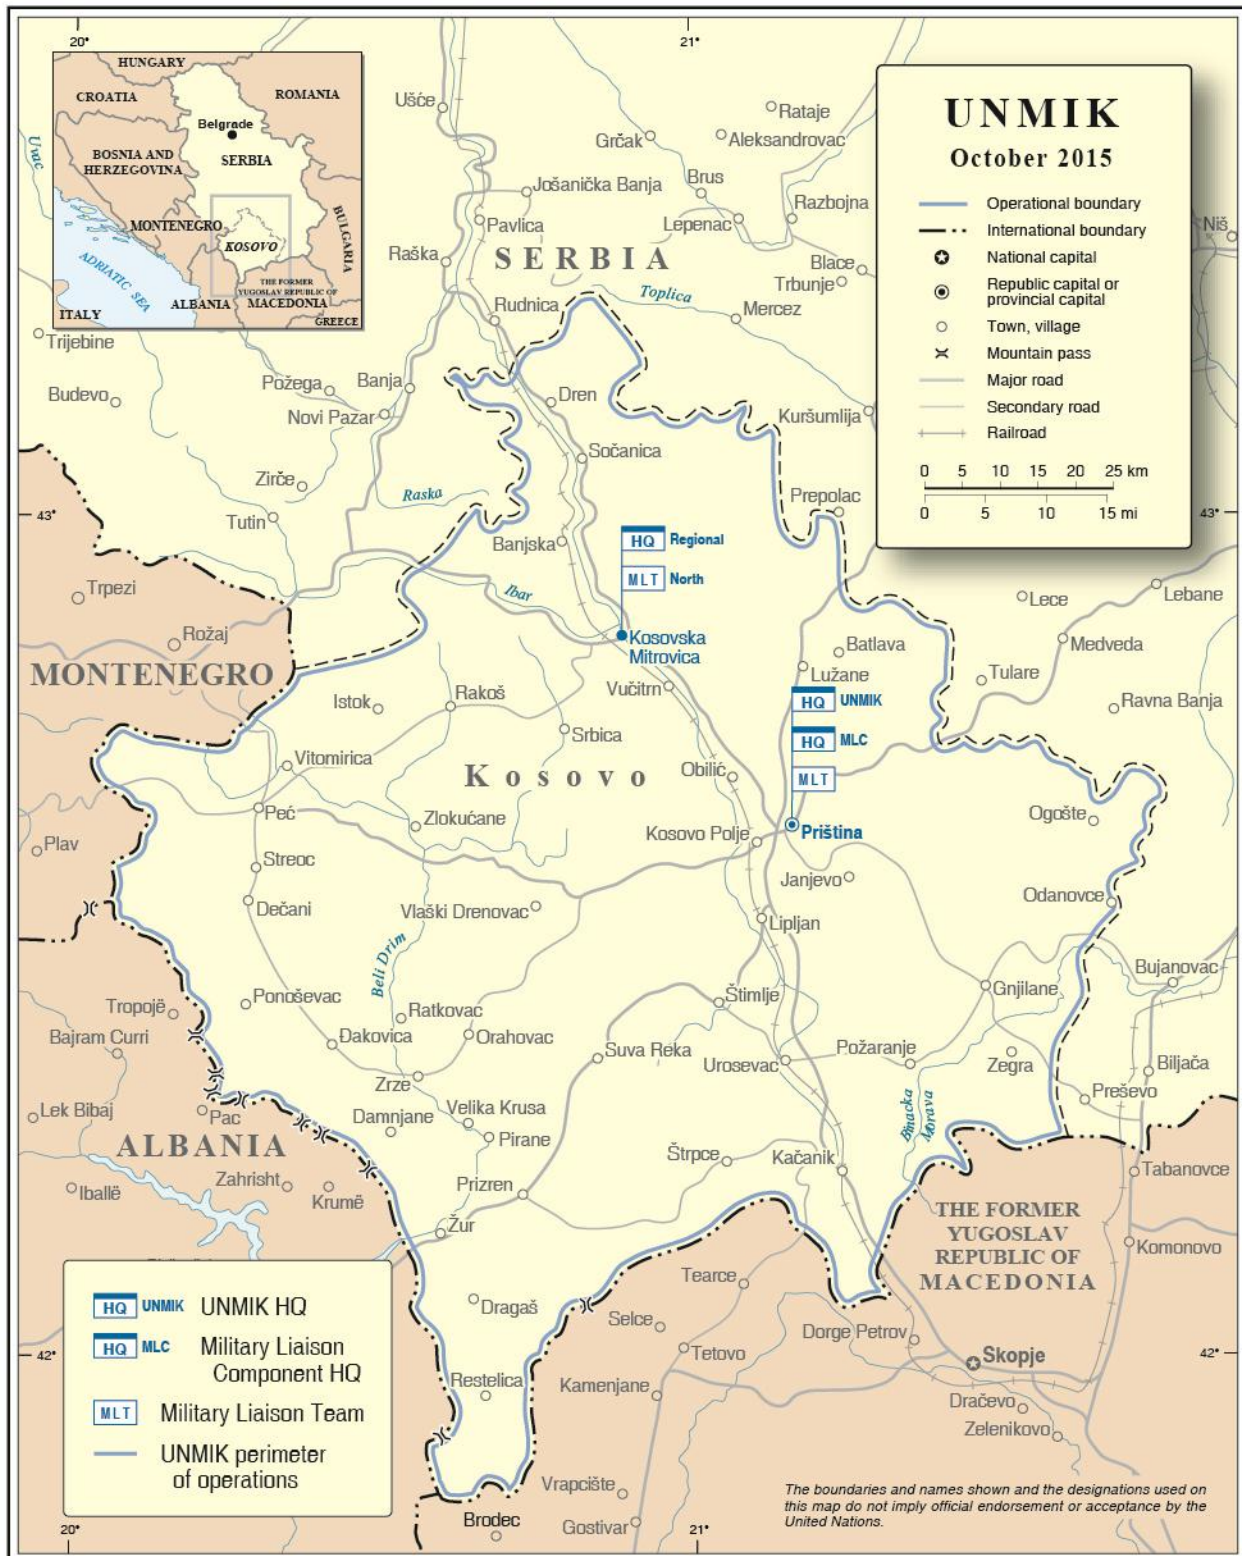 20°
21°
HUNGARY
CROATIA
ROMANIA
Belgrade
BOSNIA AND
HERZEGOVINA
SERBIA
MONTENEGRO
BULGARIA
KOSOVO
ADRIATIC SEA
THE FORMER
YUGOSLAV REPUBLIC OF
MACEDONIA
ALBANIA
ITALY
GREECE
UNMIK
October 2015
Operational boundary
International boundary
National capital
Republic capital or
provincial capital
Town, village
Mountain pass
Major road
Secondary road
Railroad
0 5 10 15 20 25 km
0 5 10 15 mi
Uvac
Ušće
Rataje
Grčak
Aleksandrovac
Jošanička Banja
Brus
Pavlica
Lepenac
Razbojna
Niš
Raška
SERBIA
Blace
Trbunje
Toplica
Rudnica
Mercez
Trijebine
Požega
Banja
Budevo
Novi Pazar
Dren
Kuršumlija
Sočanica
Zirče
Raska
Prepolac
43°
43°
Tutin
Banjska
HQ Regional
MLT North
Trpezi
Ibar
Lece
Lebane
Rožaj
Kosovska
Mitrovica
Batlava
Medveda
MONTENEGRO
Lužane
Tulare
Vučitrn
Istok
Rakoš
HQ UNMIK
Ravna Banja
Srbica
HQ MLC
Vitomirica
Kosovo
Obilić
MLT
Peć
Zlokućane
Ogošte
Kosovo Polje
Priština
Plav
Streoc
Janjevo
Dečani
Vlaški Drenovac
Odanovce
Lipljan
Beli Drim
Bujanovac
Ponoševac
Štimlje
Gnjilane
Tropojë
Ratkovac
Bajram Curri
Đakovica
Orahovac
Suva Reka
Urosevac
Požaranje
Zegra
Biljača
Zrze
Preševo
Lek Bibaj
Pac
Damnjane
Velika Krusa
Binacka
Morava
ALBANIA
Pirane
Štrpce
Kačanik
Tabanovce
Iballë
Zahrisht
Krumë
Prizren
Žur
THE FORMER
YUGOSLAV
REPUBLIC OF
MACEDONIA
Komonovo
Tearce
HQ UNMIK UNMIK HQ
HQ MLC Military Liaison
Component HQ
MLT Military Liaison Team
UNMIK perimeter
of operations
Dragaš
Selce
Dorge Petrov
42°
42°
Tetovo
Skopje
Restelica
Kamenjane
Dračevo
Zelenikovo
Vrapcište
Brodec
Gostivar
The boundaries and names shown and the designations used on
this map do not imply official endorsement or acceptance by the
United Nations.
20°
21°